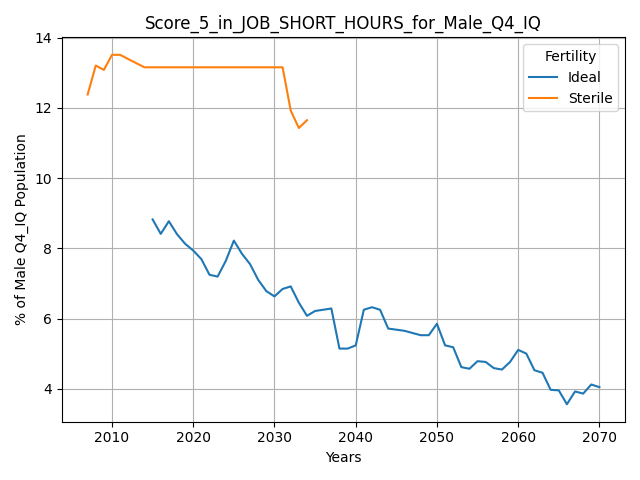 Score_5_in_JOB_SHORT_HOURS_for_Male_Q4_IQ
Fertility
Ideal
Sterile
% of Male Q4_IQ Population
14
12
10
8
6
4
2010 2020 2030 2040 2050 2060 2070
Years